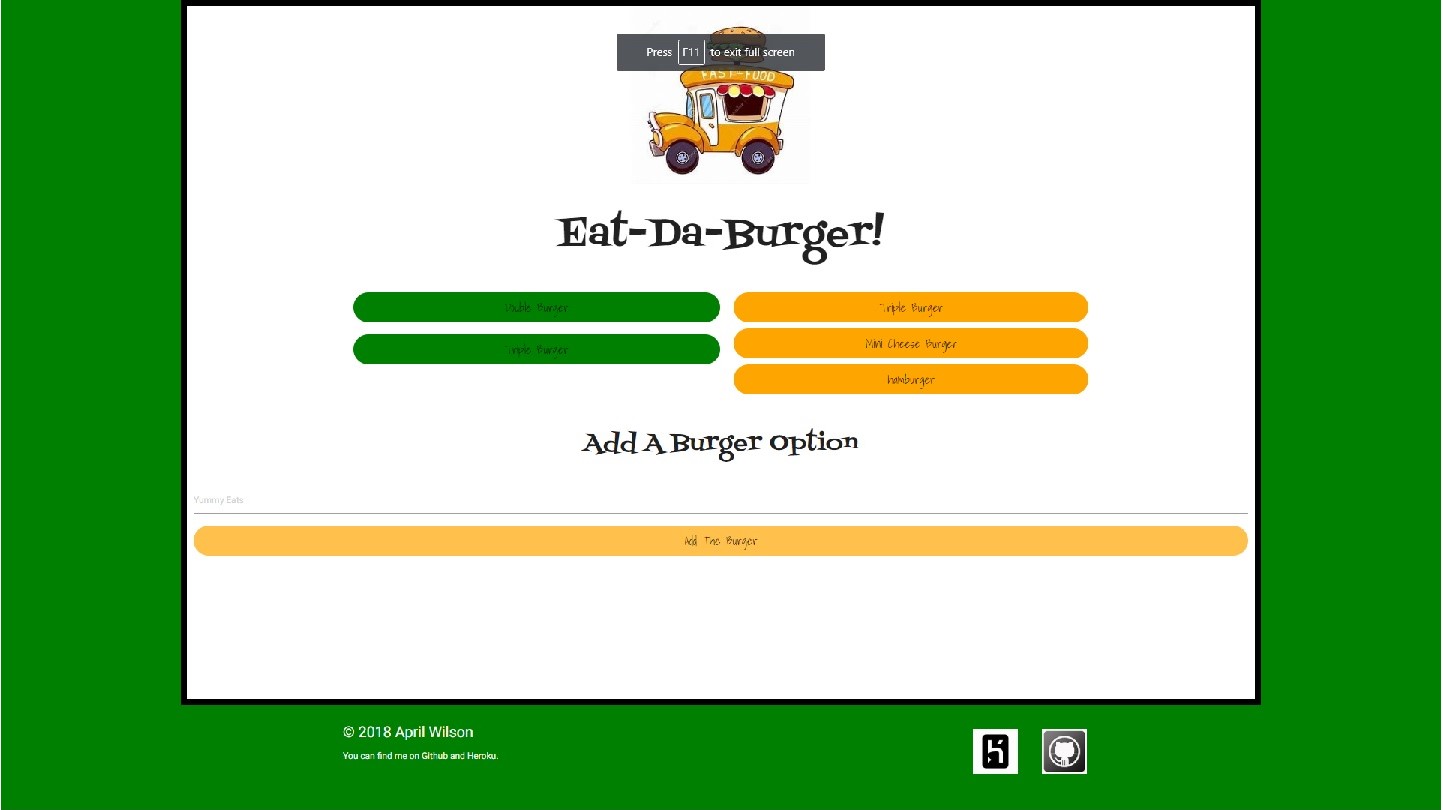 Press F11 to exit full screen
FAST-FOOD
Eat-Da-Burger!
Double Burger
Triple Burger
Triple Burger
Mini Cheese Burger
hamburger
Add A Burger Option
Yummy Eats
Add The Burger
© 2018 April Wilson
You can find me on Github and Heroku.